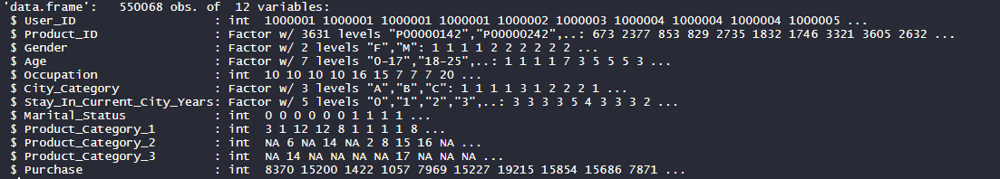 'data.frame':   550068 obs. of  12 variables:
 $ User_ID                   : int  1000001 1000001 1000001 1000001 1000002 1000003 1000004 1000004 1000004 1000005 ...
 $ Product_ID                : Factor w/ 3631 levels "P00000142","P00000242",..: 673 2377 853 829 2735 1832 1746 3321 3605 2632 ...
 $ Gender                    : Factor w/ 2 levels "F","M": 1 1 1 1 2 2 2 2 2 2 ...
 $ Age                       : Factor w/ 7 levels "0-17","18-25",..: 1 1 1 1 7 3 5 5 5 3 ...
 $ Occupation                : int  10 10 10 10 16 15 7 7 7 20 ...
 $ City_Category             : Factor w/ 3 levels "A","B","C": 1 1 1 1 3 1 2 2 2 1 ...
 $ Stay_In_Current_City_Years: Factor w/ 5 levels "0","1","2","3",..: 3 3 3 3 5 4 3 3 3 2 ...
 $ Marital_Status            : int  0 0 0 0 0 0 1 1 1 1 ...
 $ Product_Category_1        : int  3 1 12 12 8 1 1 1 1 8 ...
 $ Product_Category_2        : int  NA 6 NA 14 NA 2 8 15 16 NA ...
 $ Product_Category_3        : int  NA 14 NA NA NA NA 17 NA NA NA ...
 $ Purchase                  : int  8370 15200 1422 1057 7969 15227 19215 15854 15686 7871 ...